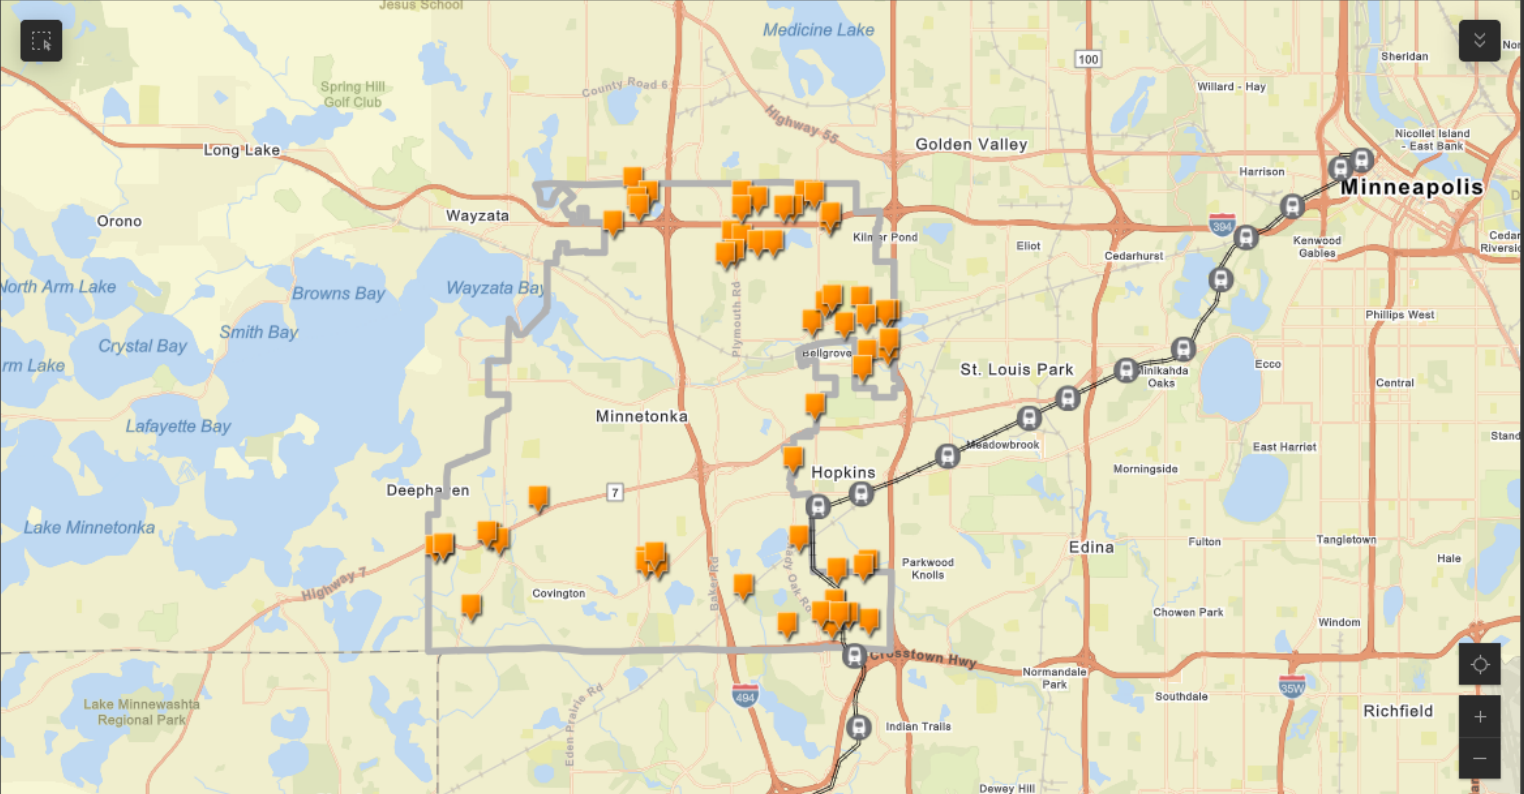 Jesus School
Medicine Lake
Sheridan
Nor
100
Willard - Hay
Spring Hill
Golf Club
County Road 6
Highway 55
Nicollet Island
- East Bank
Long Lake
Golden Valley
Harrison
Minneapolis
Orono
Wayzata
394
Kilmer Pond
Eliot
Cedarhurst
Kenwood
Gables
Cedar
Riversid
North Arm Lake
Browns Bay
Wayzata Bay
Smith Bay
Plymouth Rd
Phillips West
Crystal Bay
Bellgrove
rm Lake
St. Louis Park
Minikahda
Oaks
Ecco
Central
Minnetonka
Lafayette Bay
Meadowbrook
East Harriet
Stand
Hopkins
Morningside
Deephaven
7
Lake Minnetonka
Edina
Fulton
Tangletown
Hale
Highway 7
Baker Rd
ady Oak Rd
Parkwood
Knolls
Covington
Chowen Park
Windom
Crosstown Hwy
Normandale
Park
494
35W
Southdale
Lake Minnewashta
Regional Park
Eden Prairie Rd
Indian Trails
Richfield
Dewey Hill